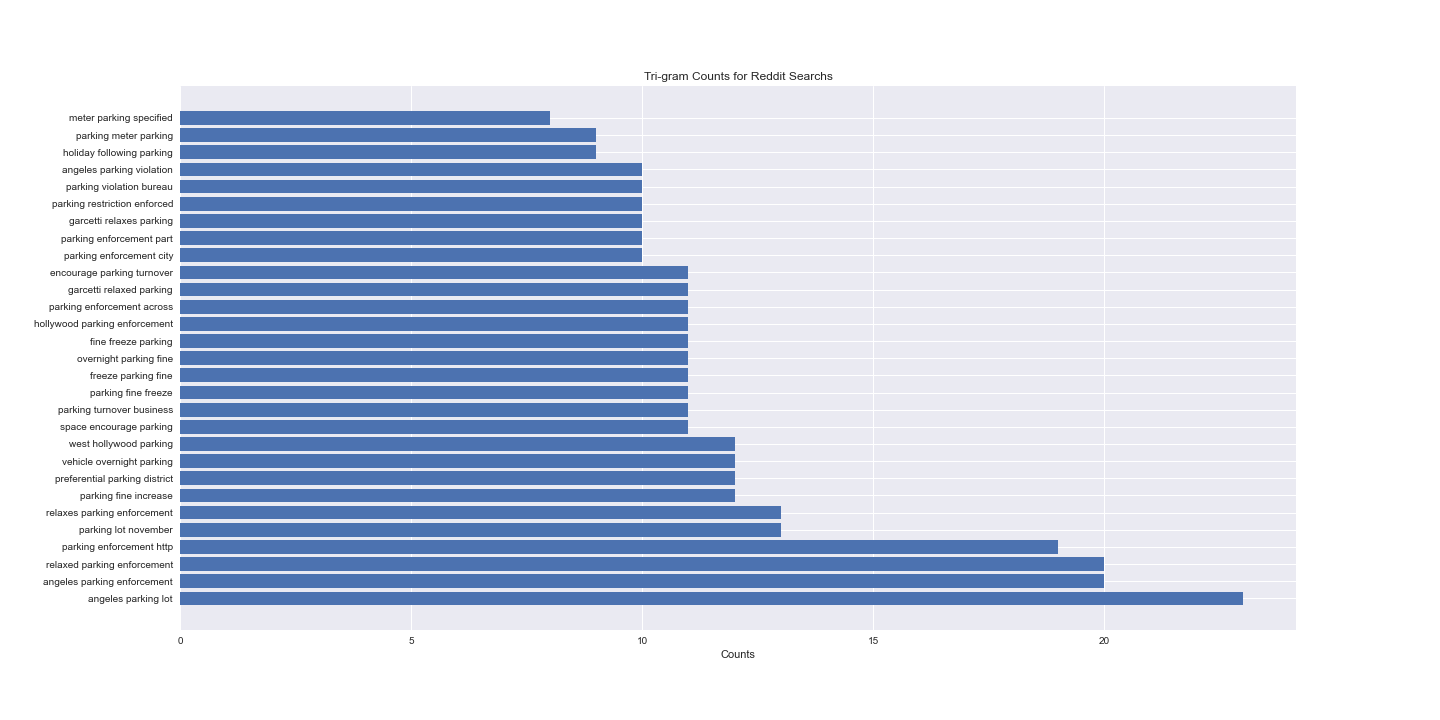 Tri-gram Counts for Reddit Searchs
meter parking specified
parking meter parking
holiday following parking
angeles parking violation
parking violation bureau
parking restriction enforced
garcetti relaxes parking
parking enforcement part
parking enforcement city
encourage parking turnover
garcetti relaxed parking
parking enforcement across
hollywood parking enforcement
fine freeze parking
overnight parking fine
freeze parking fine
parking fine freeze
parking turnover business
space encourage parking
west hollywood parking
vehicle overnight parking
preferential parking district
parking fine increase
relaxes parking enforcement
parking lot november
parking enforcement http
relaxed parking enforcement
angeles parking enforcement
angeles parking lot
0 5 10 15 20
Counts